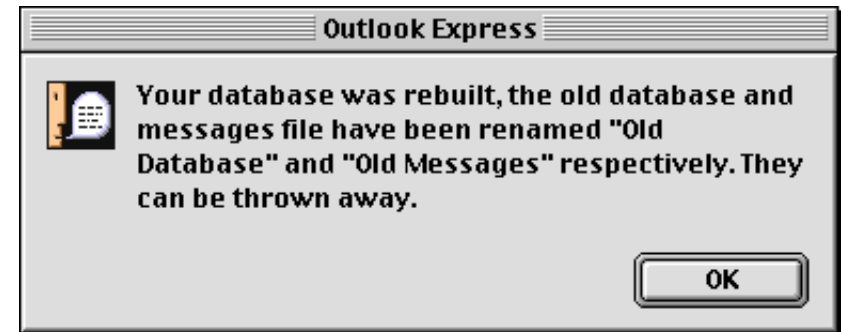 Outlook Express
Your database was rebuilt, the old database and
messages file have been renamed "Old
Database" and "Old Messages" respectively. They
can be thrown away.
OK